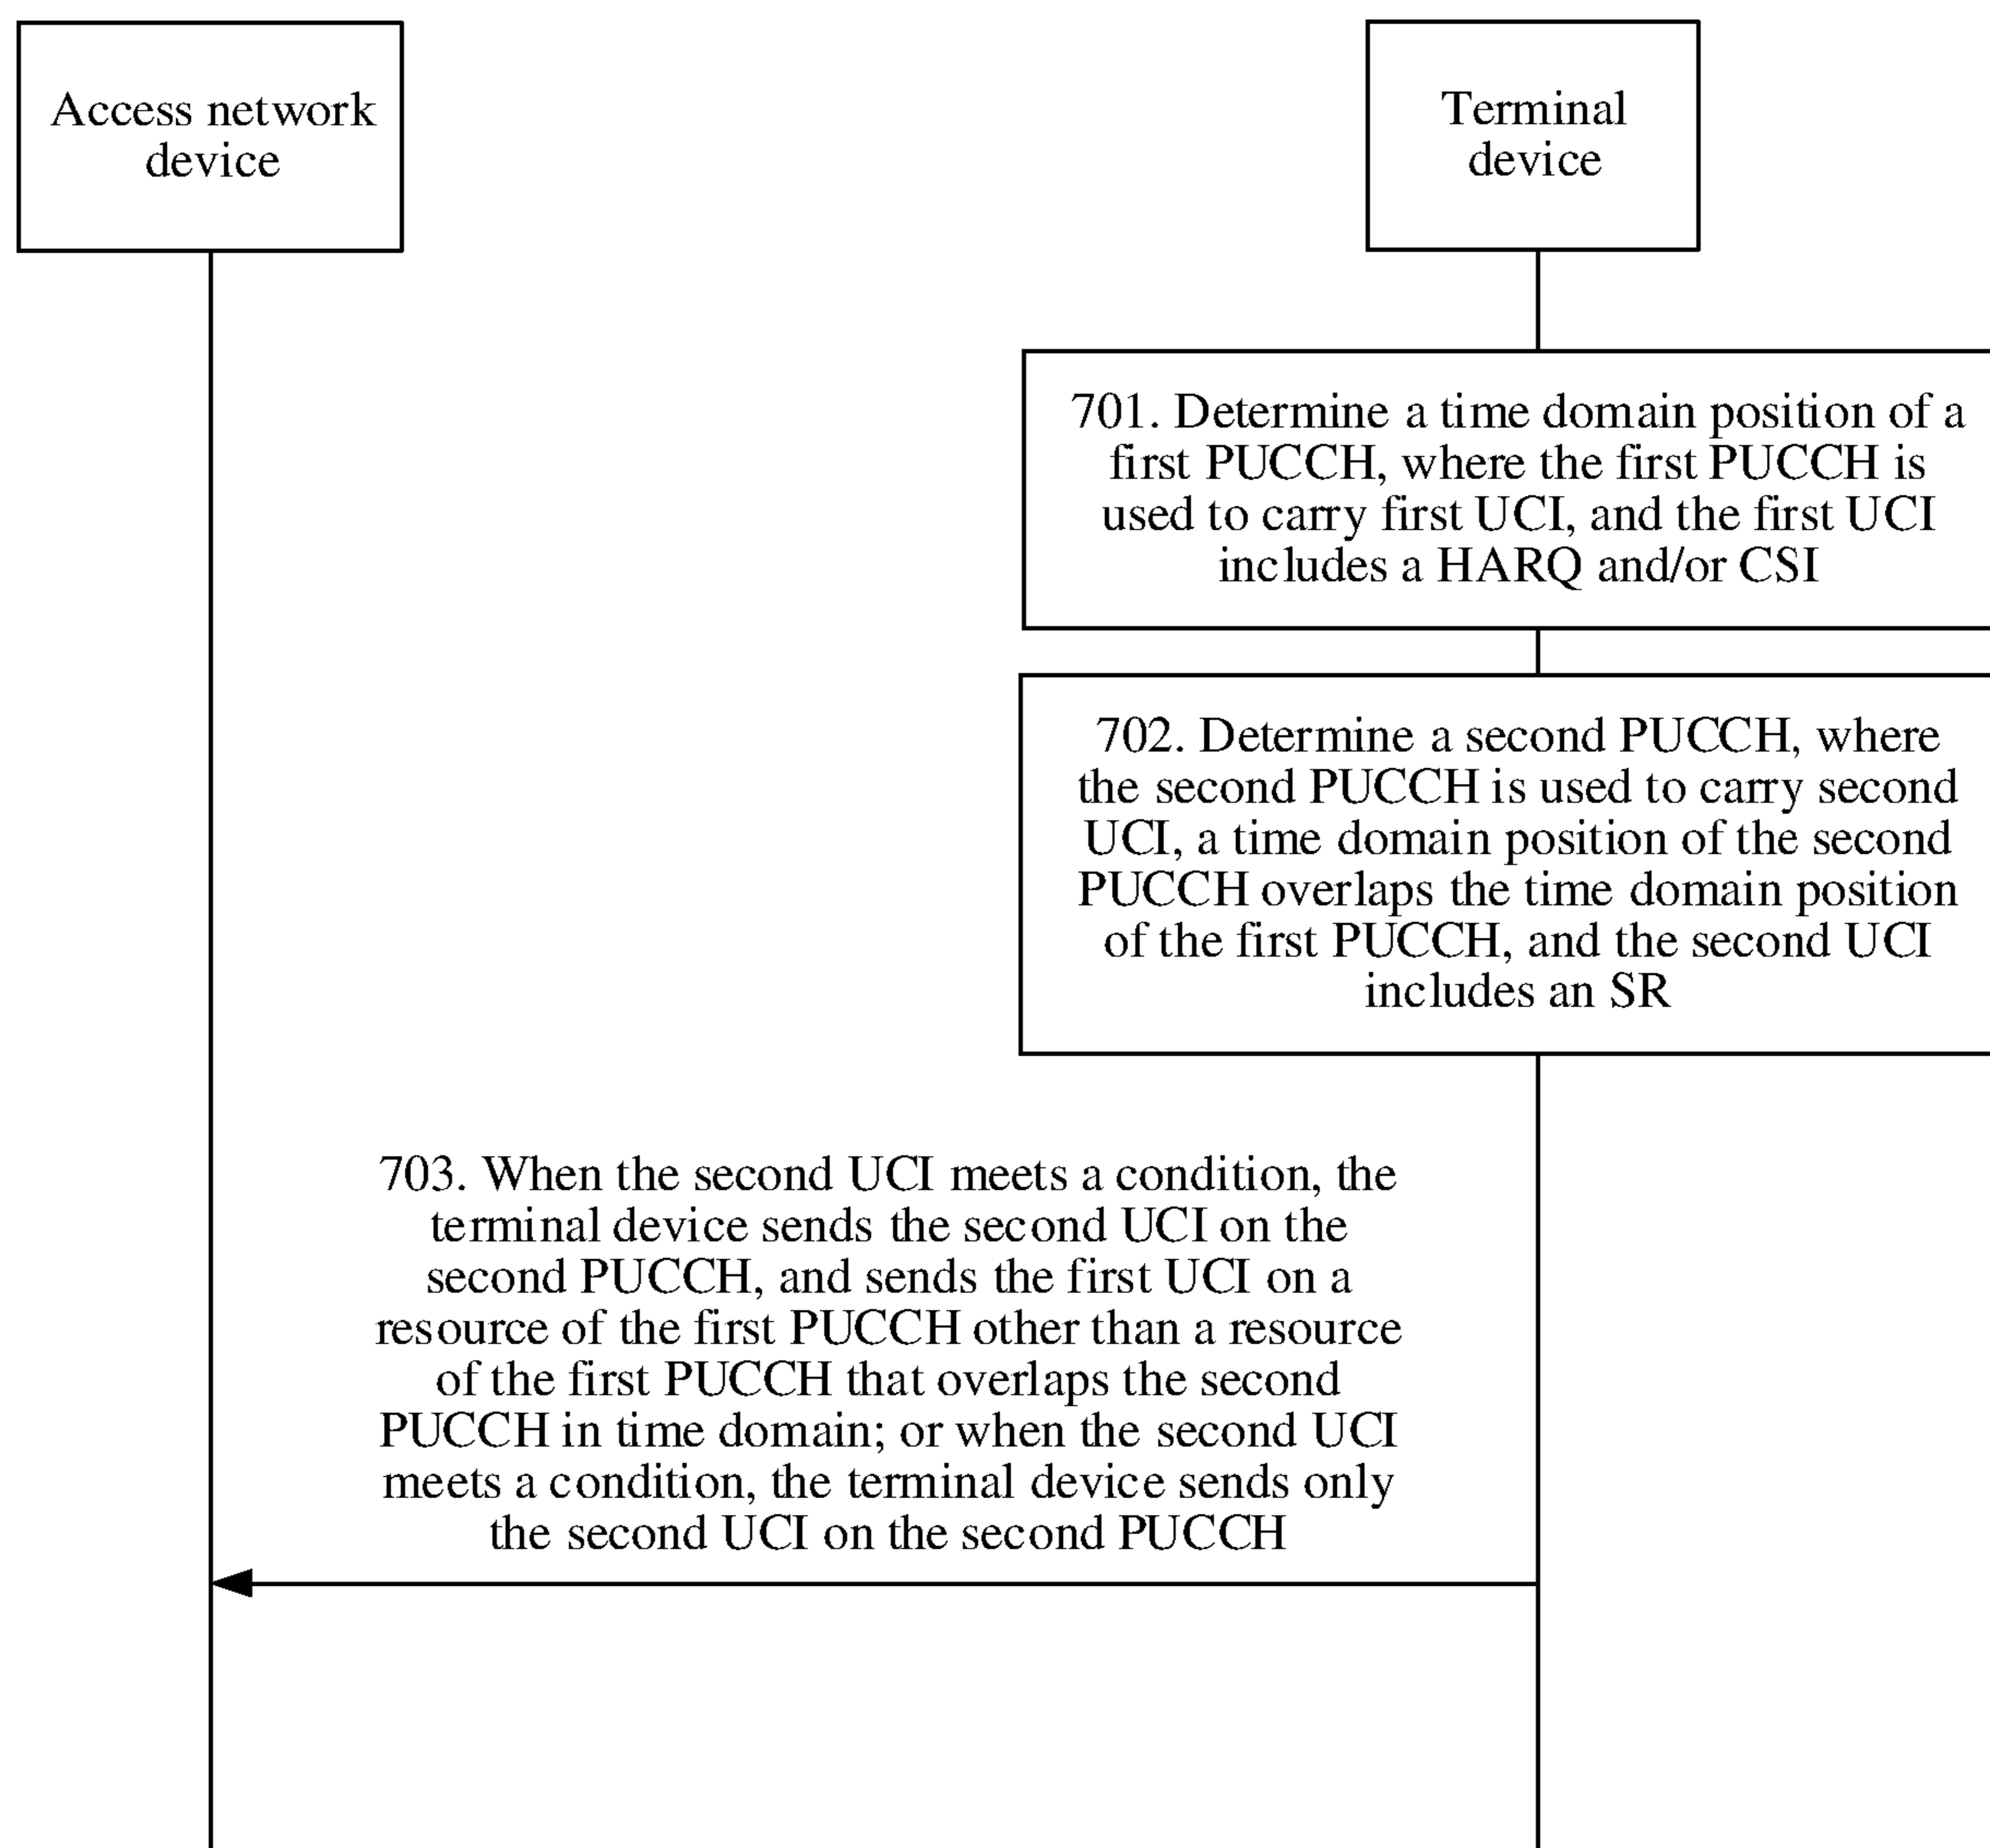 Access network
device
Terminal
device
701. Determine a time domain position of a
first PUCCH, where the first PUCCH is
used to carry first UCI, and the first UCI
includes a HARQ and/or CSI
702. Determine a second PUCCH, where
the second PUCCH is used to carry second
UCI, a time domain position of the second
PUCCH overlaps the time domain position
of the first PUCCH, and the second UCI
includes an SR
703. When the second UCI meets a condition, the
terminal device sends the second UCI on the
second PUCCH, and sends the first UCI on a
resource of the first PUCCH other than a resource
of the first PUCCH that overlaps the second
PUCCH in time domain; or when the second UCI
meets a condition, the terminal device sends only
the second UCI on the second PUCCH